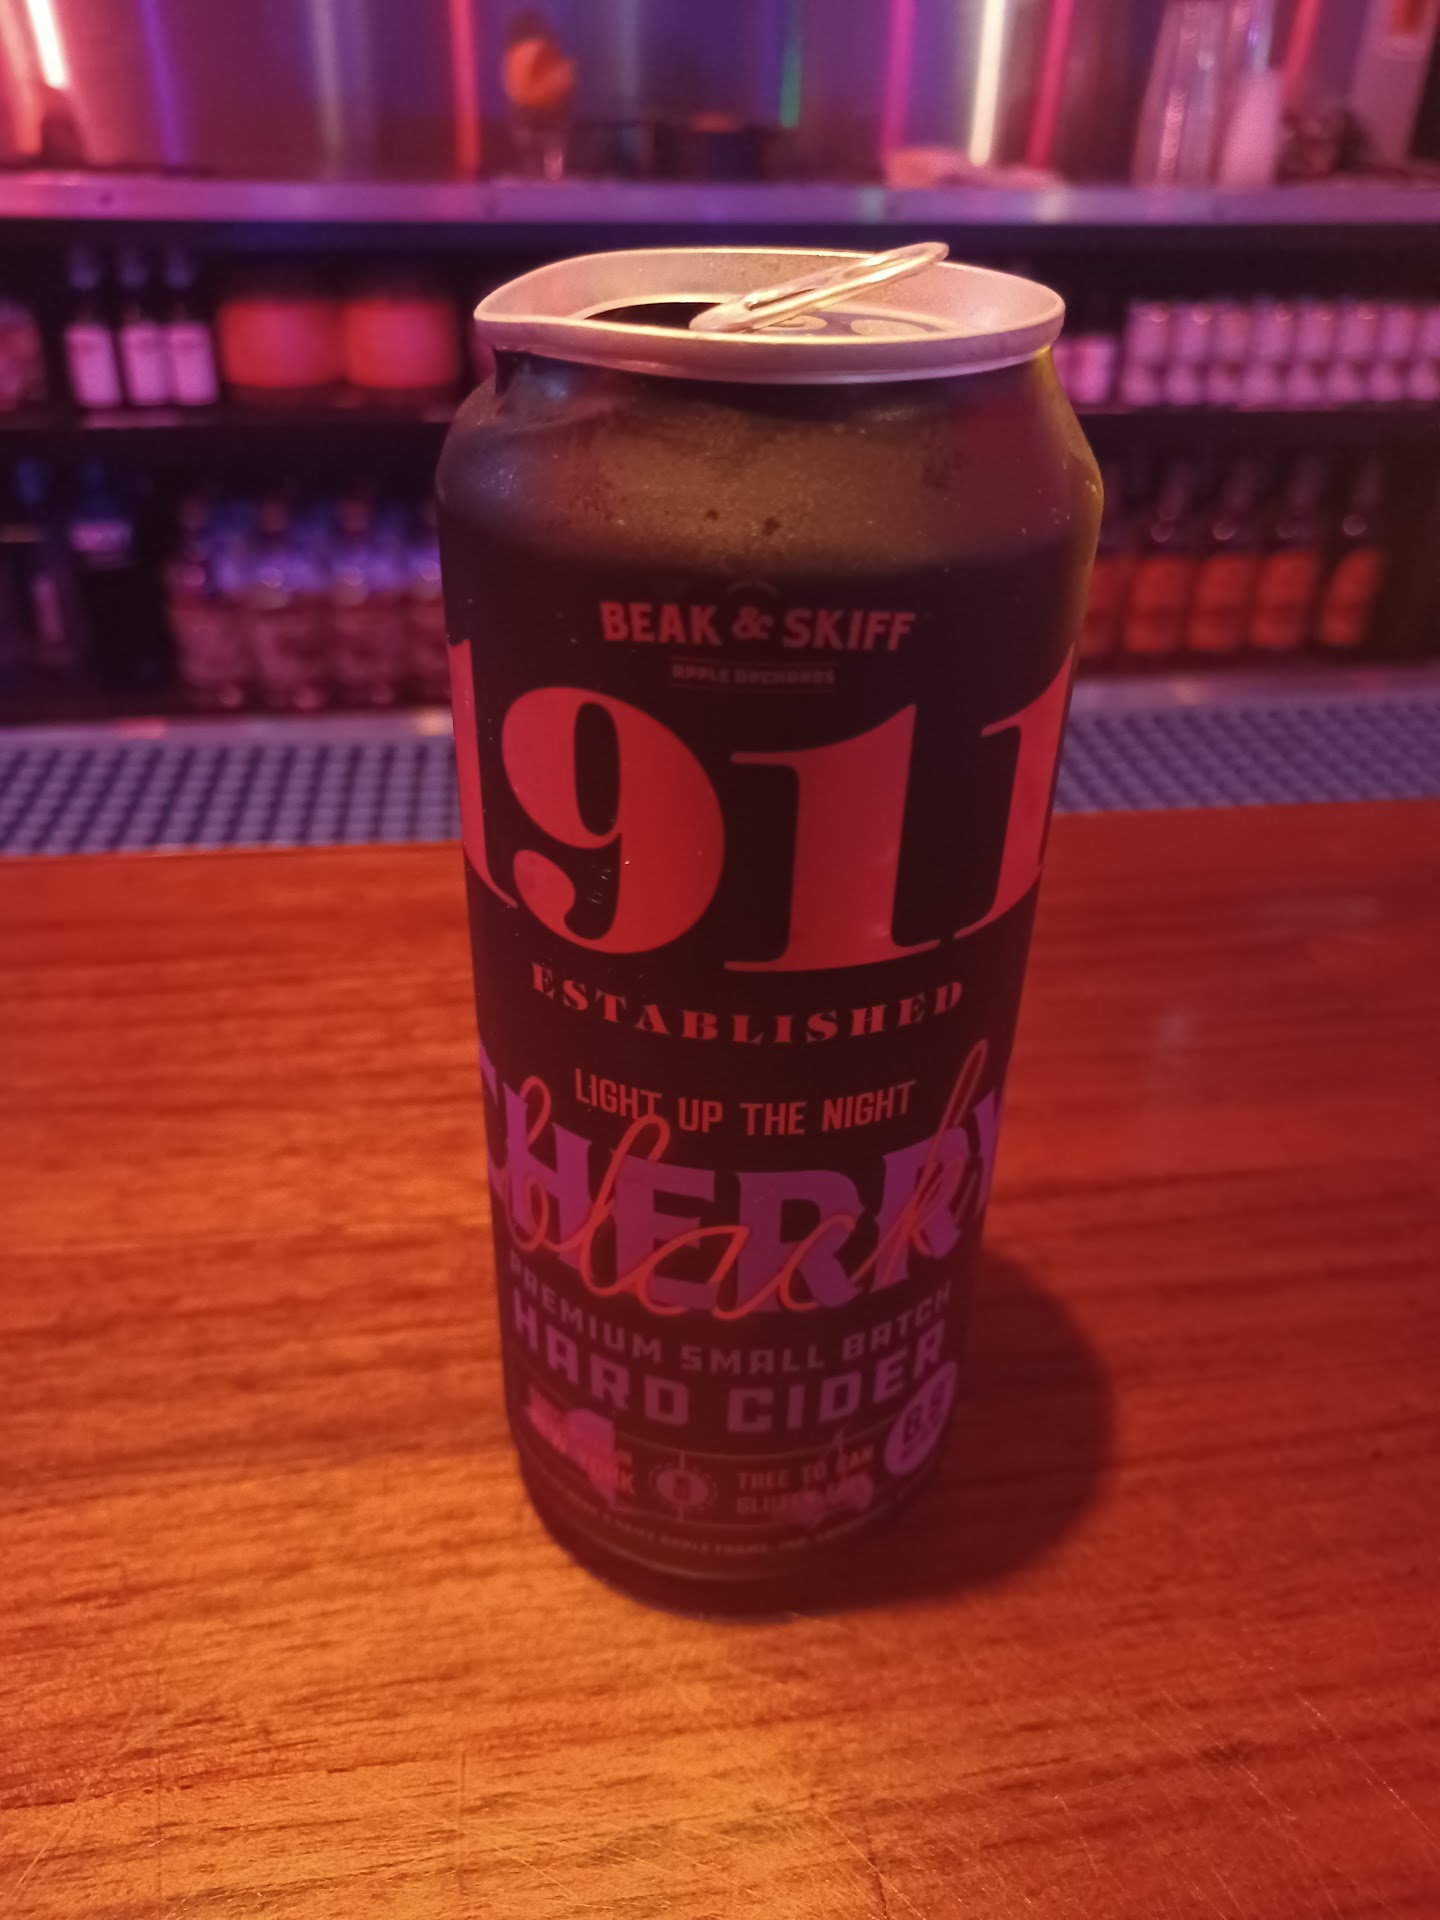 BEAK & SKIFF
APPLE ORCHARDS
1911
ESTABLISHED
LIGHT UP THE NIGHT
black
CHERRY
PREMIUM SMALL BATCH
HARD CIDER
TREE TO CAN